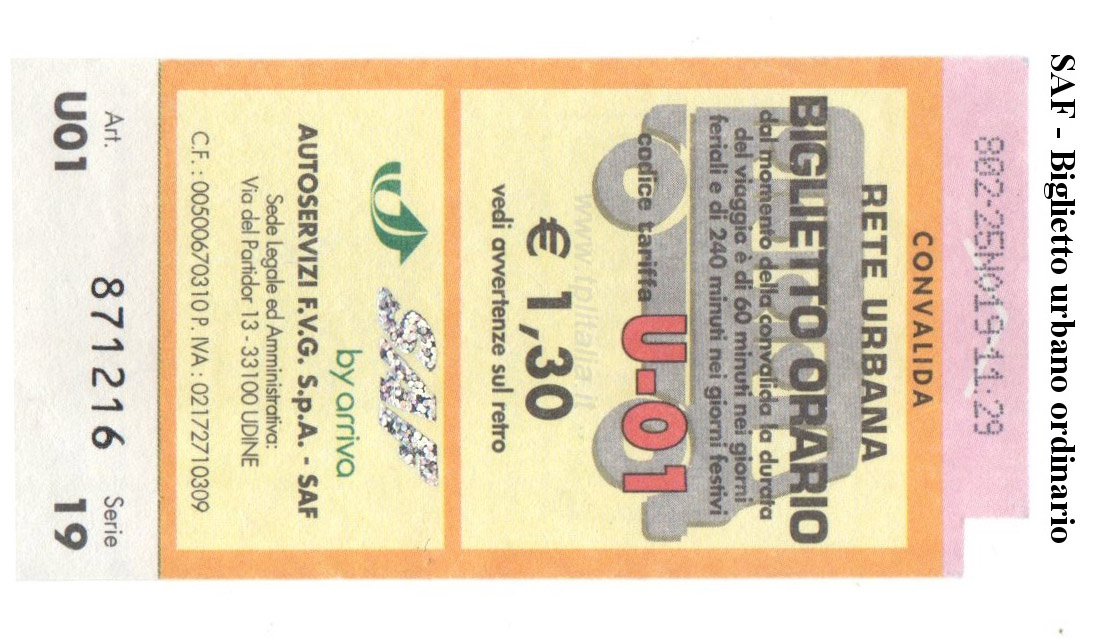 SAF - Biglietto urbano ordinario
802-25N019-11:29
CONVALIDA
RETE URBANA
BIGLIETTO ORARIO
dal momento della convalida la durata
del viaggio è di 60 minuti nei giorni
feriali e di 240 minuti nei giorni festivi
codice tariffa U-01
www.tplitalia.it
€ 1,30
vedi avvertenze sul retro
SAF
by arriva
AUTOSERVIZI F.V.G. S.p.A. - SAF
Sede Legale ed Amministrativa:
Via del Partidor 13 - 33100 UDINE
C.F.: 00500670310 P. IVA: 02172710309
Art. Serie
U01 871216 19